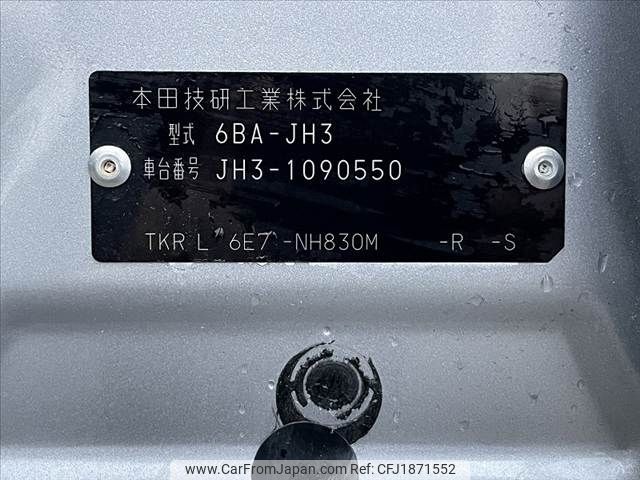 本田技研工業株式会社
型式 6BA-JH3
車台番号 JH3-1090550
TKR L 6E7 -NH830M -R -S
www.CarFromJapan.com Ref. No: CFJ1871552